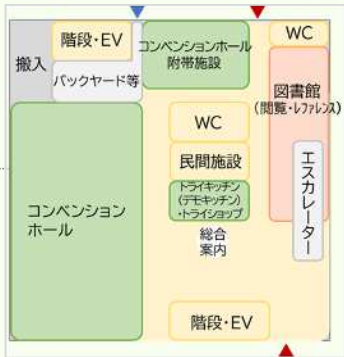 階段・EV
搬入
バックヤード等
コンベンションホール
附帯施設
WC
図書館
(閲覧・レファレンス)
エスカレーター
WC
民間施設
トライキッチン
(デモキッチン)
・トライショップ
総合
案内
コンベンション
ホール
階段・EV